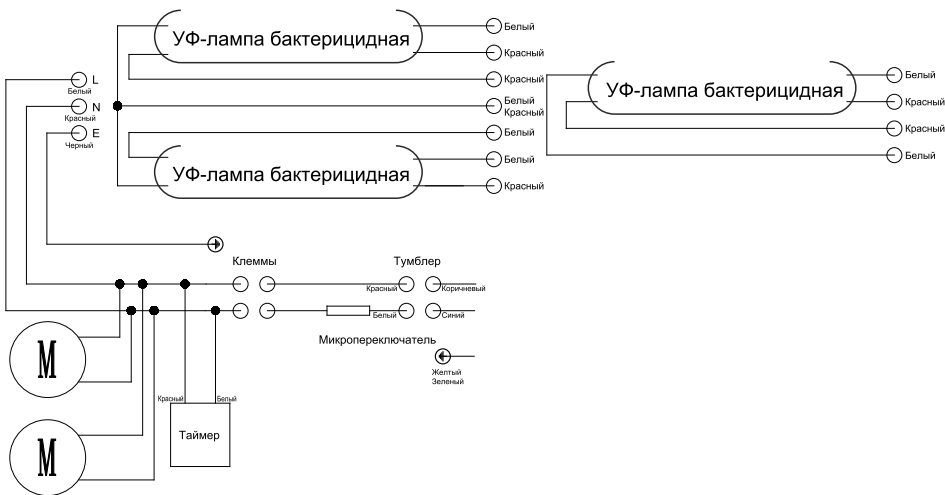 УФ-лампа бактерицидная
Белый
Красный
Красный
Белый
Красный
Белый
УФ-лампа бактерицидная
Белый
Красный
УФ-лампа бактерицидная
Белый
Красный
Красный
Белый
L
Белый
N
Красный
E
Черный
Клеммы
Тумблер
Красный
Коричневый
Белый
Синий
Микропереключатель
Желтый
Зеленый
M
M
Красный
Белый
Таймер